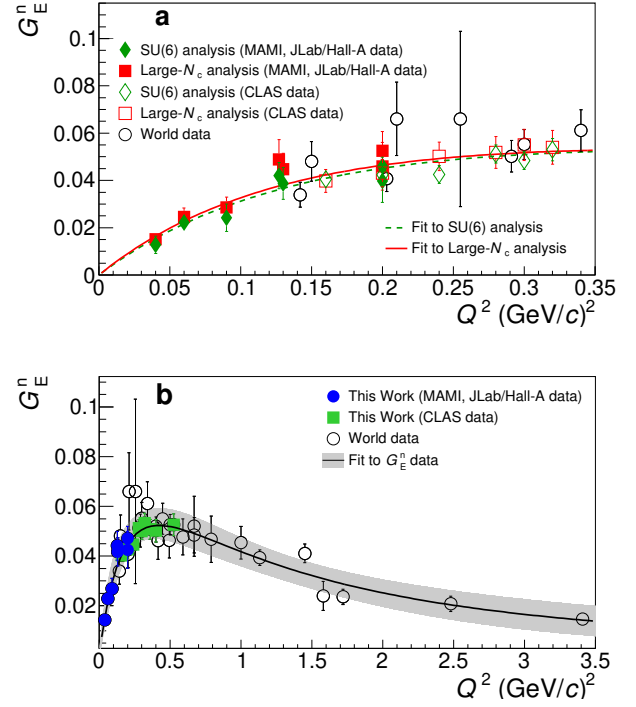 a
G_E^n
0.1
0.08
0.06
0.04
0.02
0
SU(6) analysis (MAMI, JLab/Hall-A data)
Large-N_c analysis (MAMI, JLab/Hall-A data)
SU(6) analysis (CLAS data)
Large-N_c analysis (CLAS data)
World data
Fit to SU(6) analysis
Fit to Large-N_c analysis
0 0.05 0.1 0.15 0.2 0.25 0.3 0.35
Q^2 (GeV/c)^2
b
G_E^n
0.1
0.08
0.06
0.04
0.02
This Work (MAMI, JLab/Hall-A data)
This Work (CLAS data)
World data
Fit to G_E^n data
0 0.5 1 1.5 2 2.5 3 3.5
Q^2 (GeV/c)^2